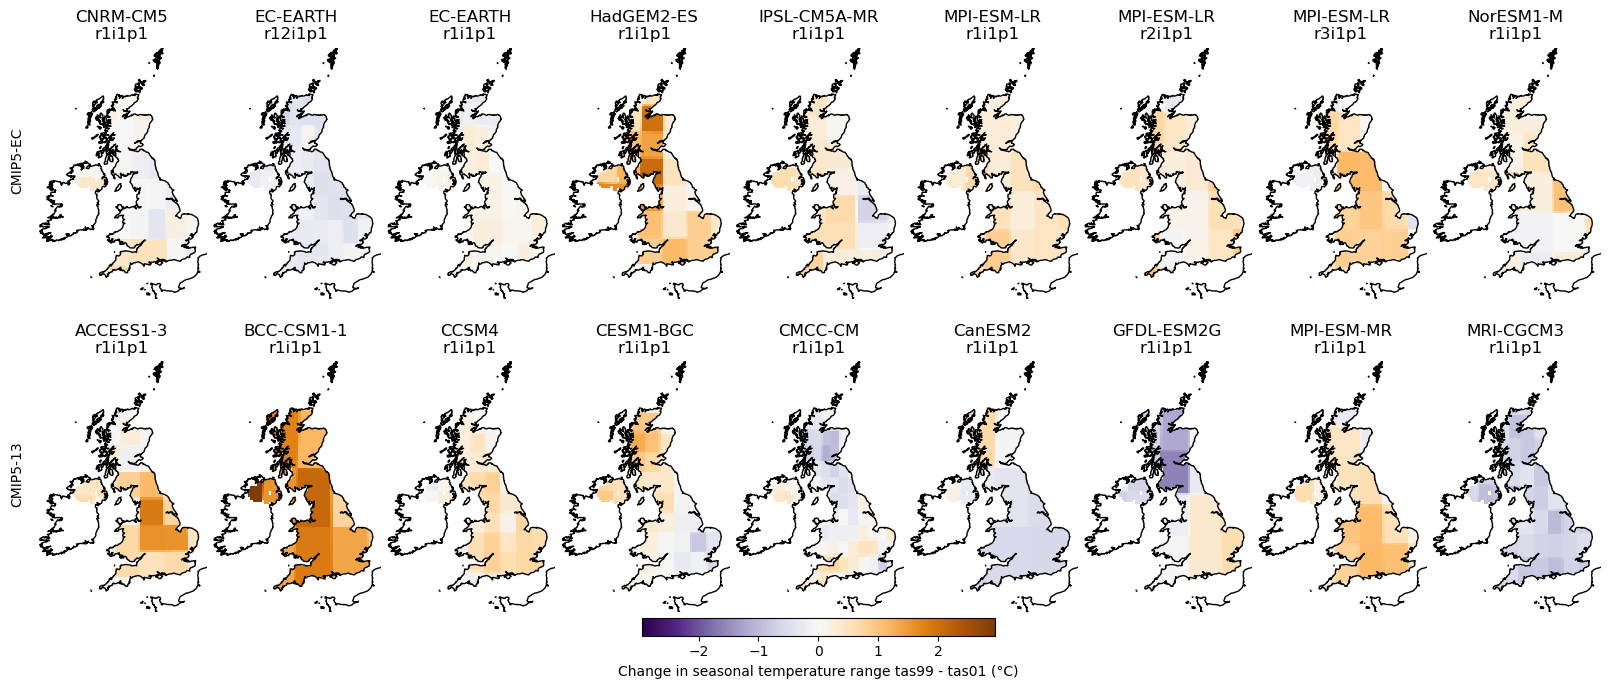 CNRM-CM5
r1i1p1
EC-EARTH
r12i1p1
EC-EARTH
r1i1p1
HadGEM2-ES
r1i1p1
IPSL-CM5A-MR
r1i1p1
MPI-ESM-LR
r1i1p1
MPI-ESM-LR
r2i1p1
MPI-ESM-LR
r3i1p1
NorESM1-M
r1i1p1
CMIP5-EC
ACCESS1-3
r1i1p1
BCC-CSM1-1
r1i1p1
CCSM4
r1i1p1
CESM1-BGC
r1i1p1
CMCC-CM
r1i1p1
CanESM2
r1i1p1
GFDL-ESM2G
r1i1p1
MPI-ESM-MR
r1i1p1
MRI-CGCM3
r1i1p1
CMIP5-13
−2 −1 0 1 2
Change in seasonal temperature range tas99 - tas01 (°C)